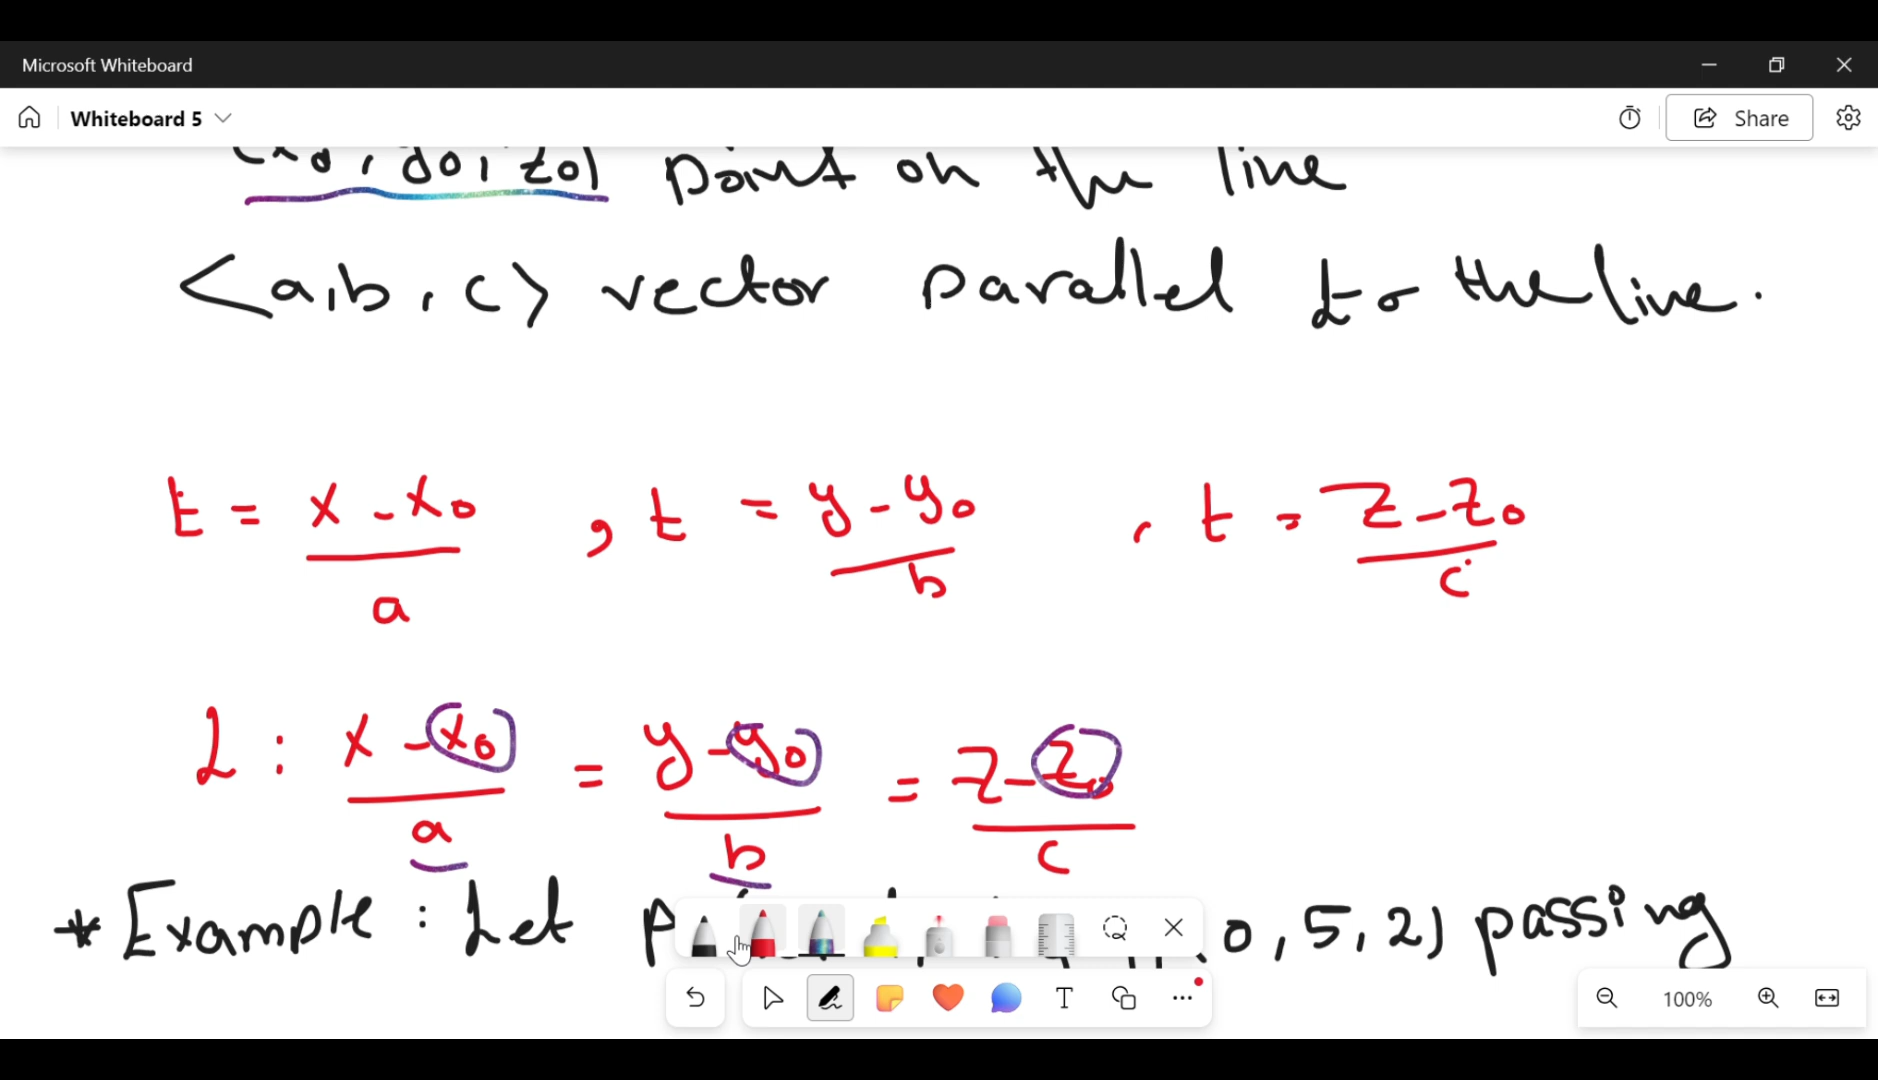 Microsoft Whiteboard
Whiteboard 5
Share
(x0, y0, z0) point on the line
<a,b,c> vector parallel to the line.
t = x-x0/a , t = y-y0/b , t = z-z0/c
L : x-x0/a = y-y0/b = z-z0/c
* Example : Let 0,5,2) passing
T
100%